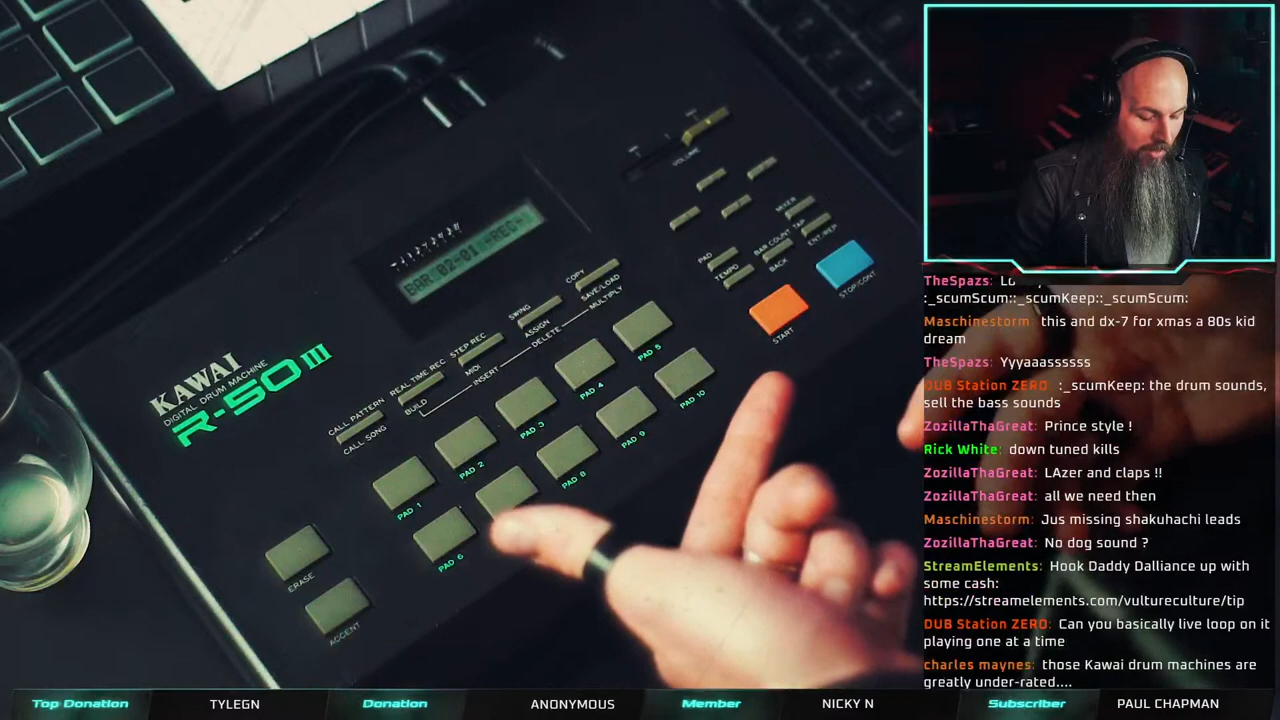 VOLUME
BAR 02-01 -REC-
KAWAI
DIGITAL DRUM MACHINE
R-50III
CALL PATTERN
CALL SONG
REAL TIME REC
BUILD
STEP REC
MIDI
SWING
ASSIGN
COPY
SAVE/LOAD
INSERT
DELETE
MULTIPLY
MIXER
PAD
BAR COUNT
TAP
TEMPO
BACK
ENT/REP
START
STOP/CONT
PAD 1
PAD 2
PAD 3
PAD 4
PAD 5
PAD 6
PAD 8
PAD 9
PAD 10
ERASE
ACCENT
TheSpazs:
:_scumScum::_scumKeep::_scumScum:
Maschinestorm: this and dx-7 for xmas a 80s kid
dream
TheSpazs: Yyyaaassssss
DUB Station ZERO: :_scumKeep: the drum sounds,
sell the bass sounds
ZozillaThaGreat: Prince style !
Rick White: down tuned kills
ZozillaThaGreat: LAzer and claps !!
ZozillaThaGreat: all we need then
Maschinestorm: Jus missing shakuhachi leads
ZozillaThaGreat: No dog sound ?
StreamElements: Hook Daddy Dalliance up with
some cash:
https://streamelements.com/vultureculture/tip
DUB Station ZERO: Can you basically live loop on it
playing one at a time
charles maynes: those Kawai drum machines are
greatly under-rated....
Top Donation TYLEGN Donation ANONYMOUS Member NICKY N Subscriber PAUL CHAPMAN